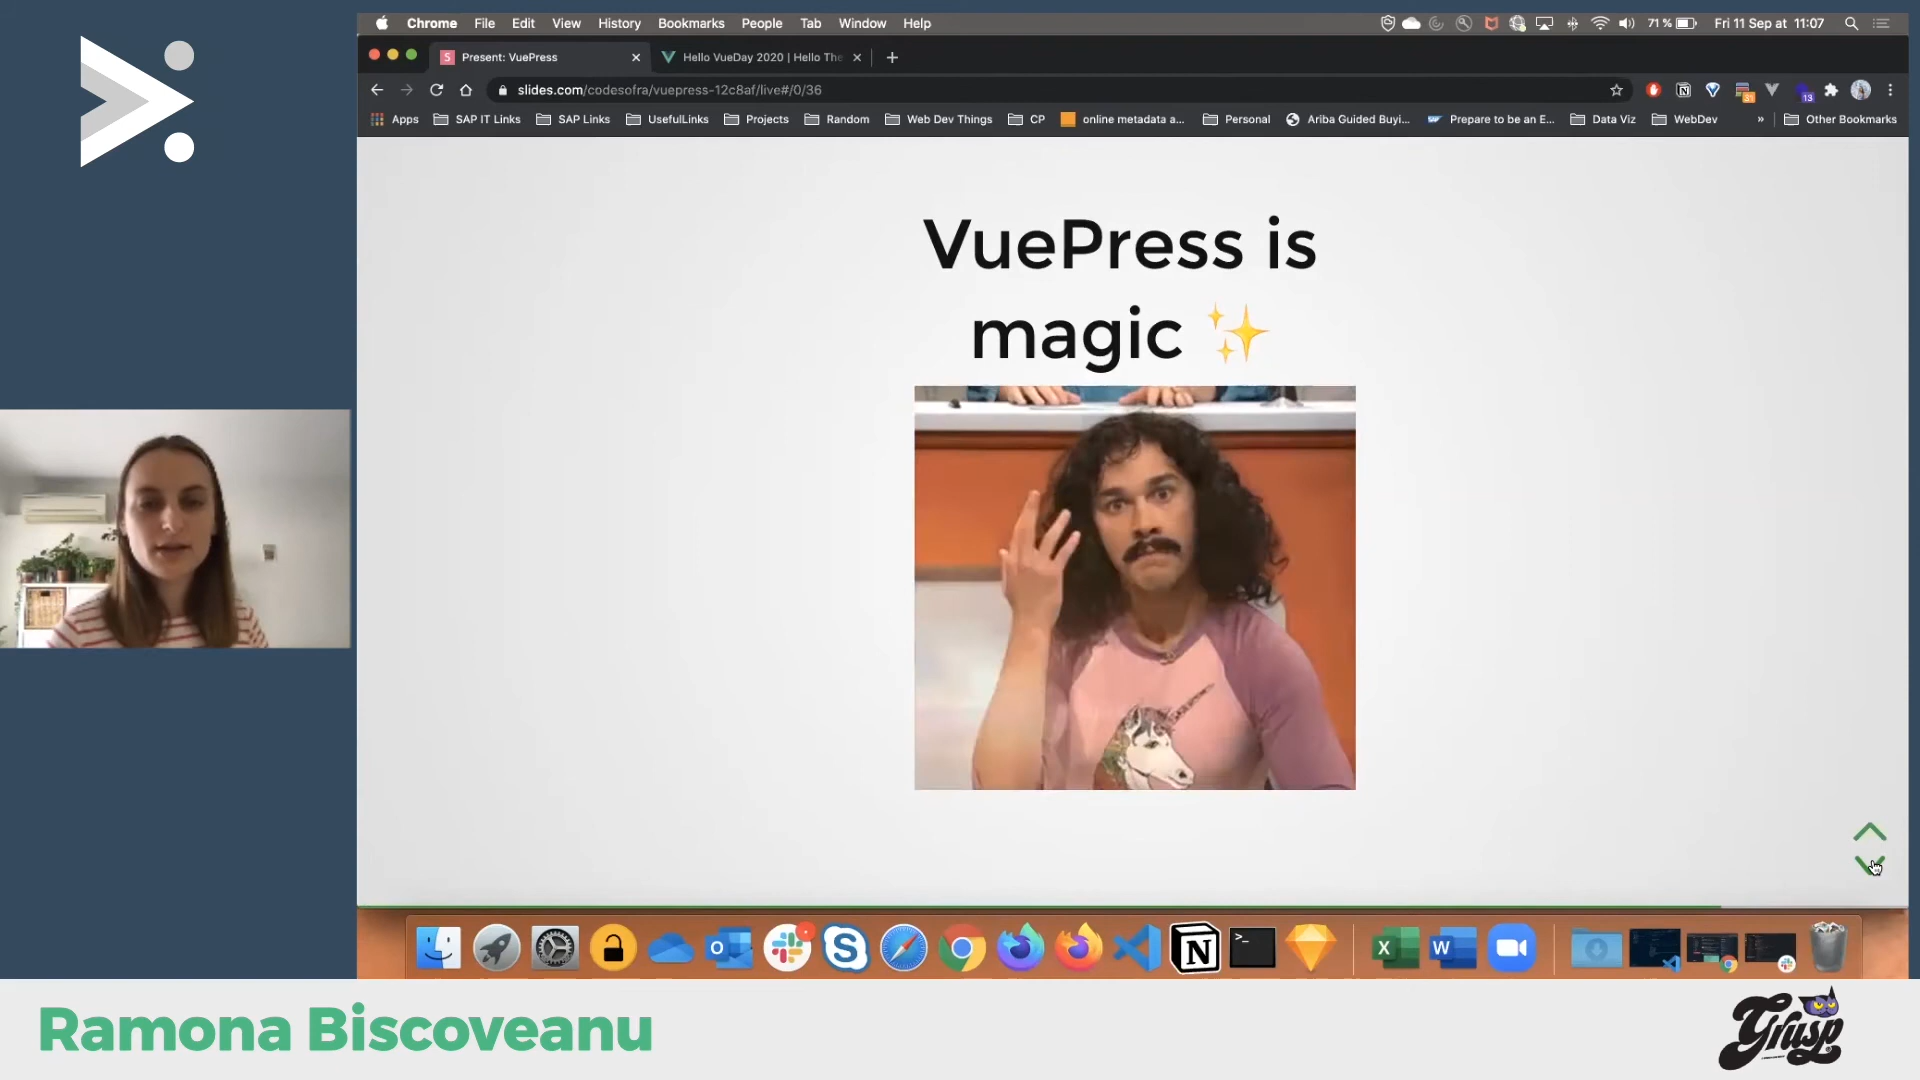 Chrome File Edit View History Bookmarks People Tab Window Help
71 % Fri 11 Sep at 11:07
S Present: VuePress
Hello VueDay 2020 | Hello The
slides.com/codesofra/vuepress-12c8af/live#/0/36
31
13
Apps SAP IT Links SAP Links UsefulLinks Projects Random Web Dev Things CP online metadata a... Personal Ariba Guided Buyi... Prepare to be an E... Data Viz WebDev » Other Bookmarks
VuePress is
magic ✨
Ramona Biscoveanu
Grusp